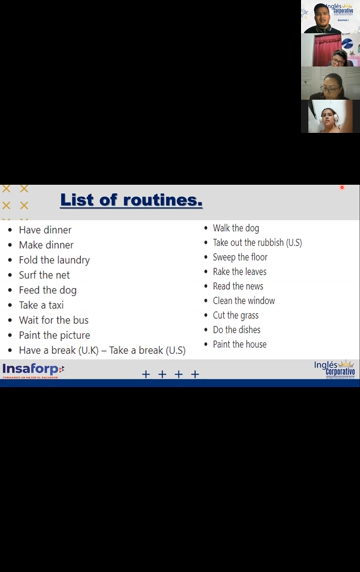 Inglés
Corporativo
List of routines.
Have dinner
Make dinner
Fold the laundry
Surf the net
Feed the dog
Take a taxi
Wait for the bus
Paint the picture
Have a break (U.K) – Take a break (U.S)
Walk the dog
Take out the rubbish (U.S)
Sweep the floor
Rake the leaves
Read the news
Clean the window
Cut the grass
Do the dishes
Paint the house
Insaforp
Inglés
Corporativo